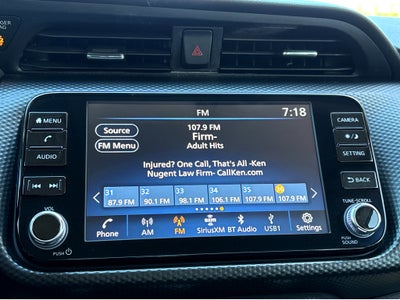 FM
7:18
MENU
CAMERA
Source
107.9 FM
Firm-
Adult Hits
FM Menu
AUDIO
SETTING
Injured? One Call, That's All -Ken
Nugent Law Firm- CallKen.com
BACK
31 32 33 34 35
87.9 FM 90.1 FM 98.1 FM 106.1 FM 107.9 FM 107.9 FM
VOL
TUNE·SCROLL
Phone AM FM SiriusXM BT Audio USB1 Settings
PUSH
PUSH
SOUND